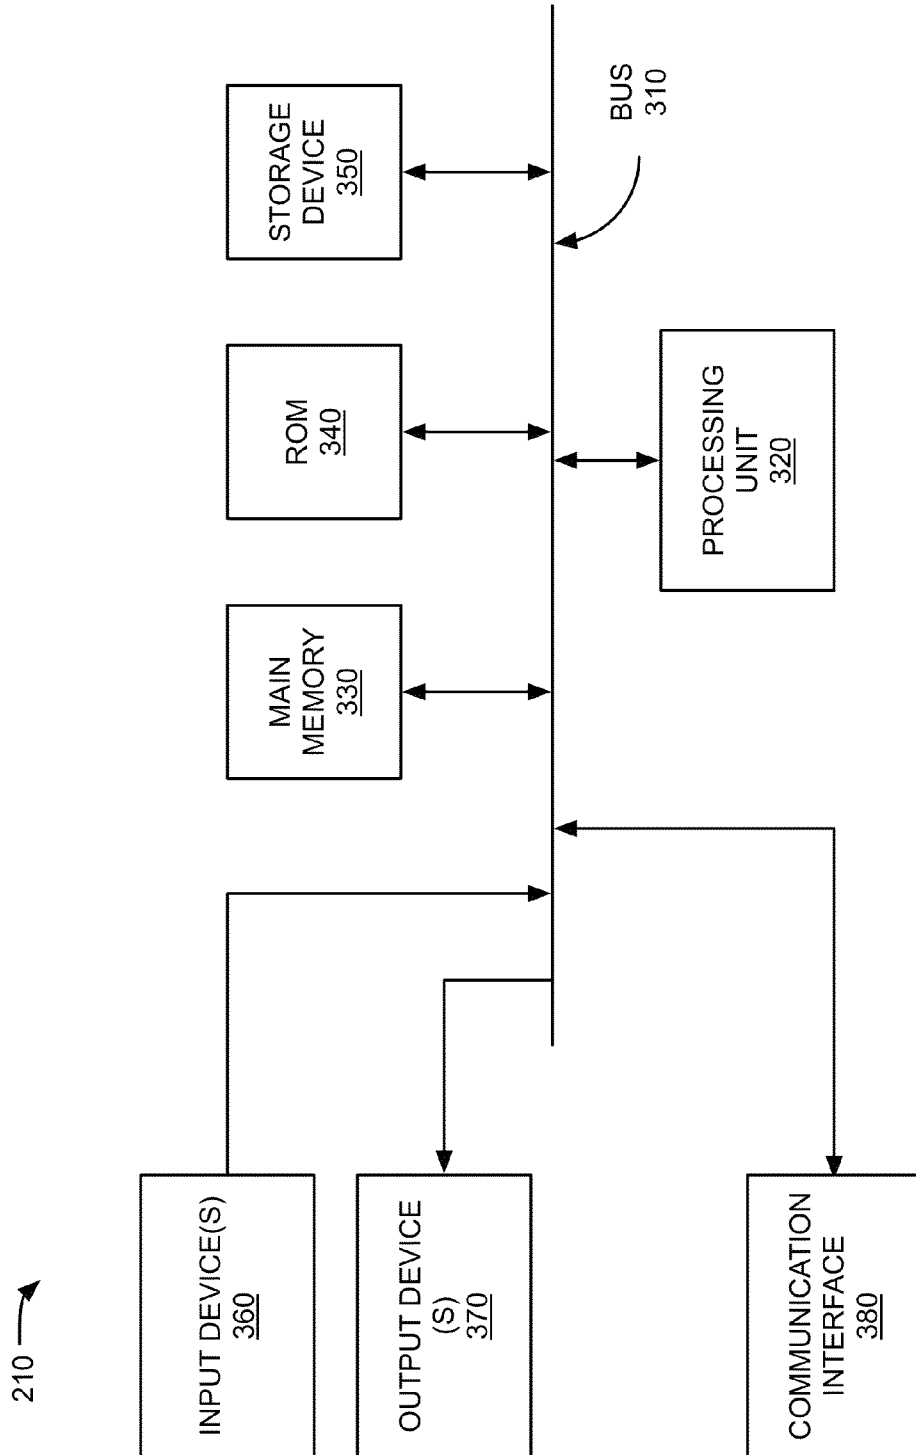 210
INPUT DEVICE(S)
360
MAIN
MEMORY
330
ROM
340
STORAGE
DEVICE
350
OUTPUT DEVICE
(S)
370
BUS
310
PROCESSING
UNIT
320
COMMUNICATION
INTERFACE
380